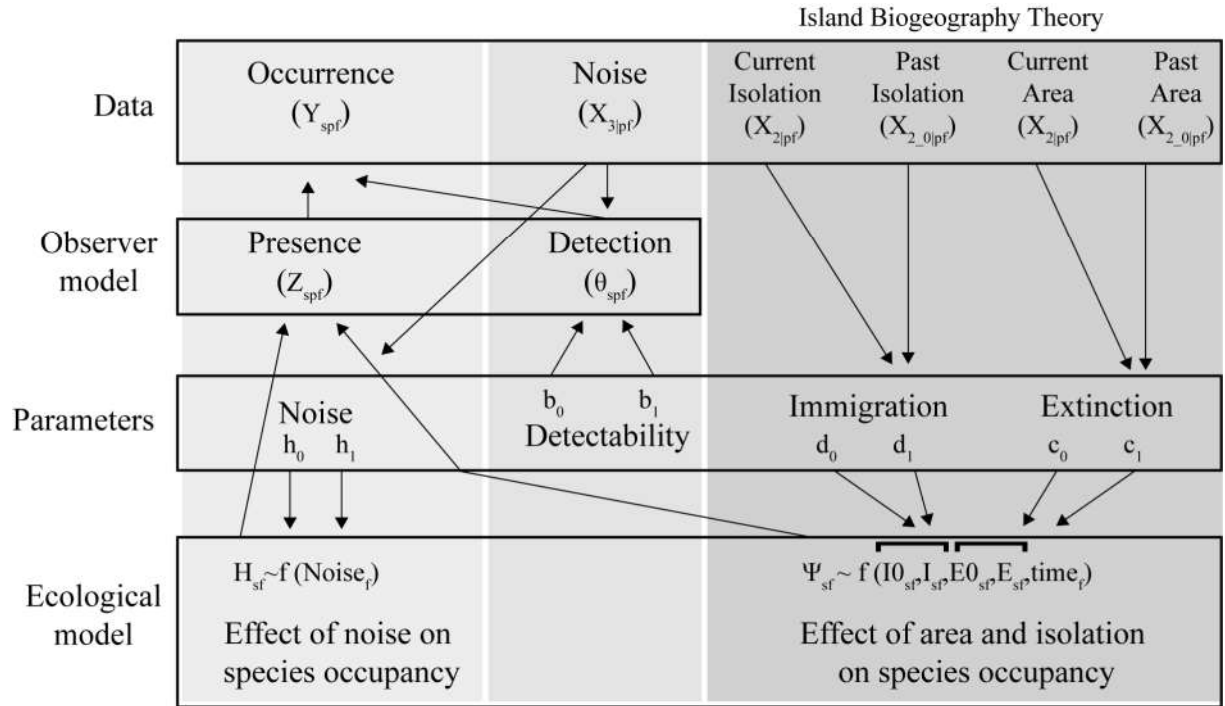 Island Biogeography Theory
Data
Occurrence
(Y_spf)
Noise
(X_3|pf)
Current
Isolation
(X_2|pf)
Past
Isolation
(X_2_0|pf)
Current
Area
(X_2|pf)
Past
Area
(X_2_0|pf)
Observer
model
Presence
(Z_spf)
Detection
(θ_spf)
Parameters
Noise
h_0 h_1
b_0 b_1
Detectability
Immigration
d_0 d_1
Extinction
c_0 c_1
Ecological
model
H_sf~f (Noise_f)
Effect of noise on
species occupancy
Ψ_sf ~ f (I0_sf,I_sf,E0_sf,E_sf,time_f)
Effect of area and isolation
on species occupancy